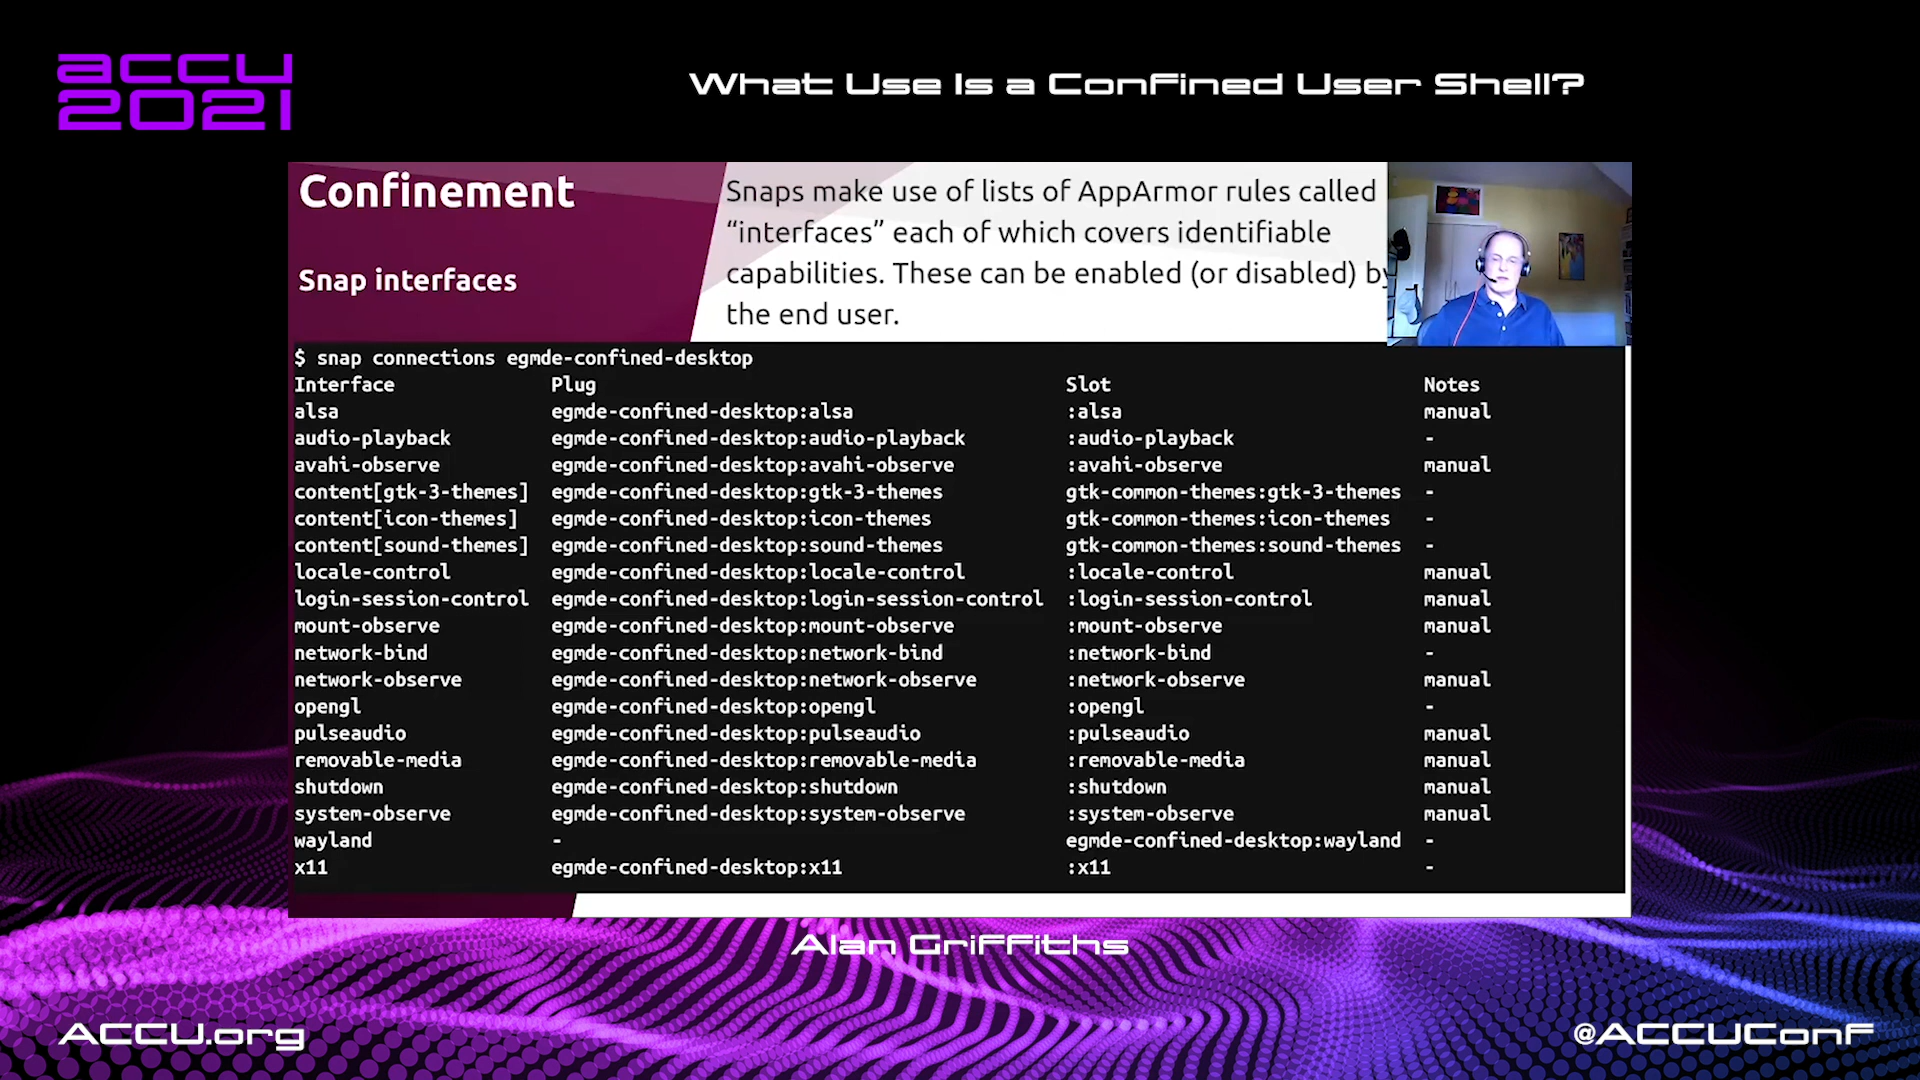 accu
2021
What Use Is a Confined User Shell?
Confinement
Snap interfaces
Snaps make use of lists of AppArmor rules called
“interfaces” each of which covers identifiable
capabilities. These can be enabled (or disabled) by
the end user.
$ snap connections egmde-confined-desktop
Interface Plug Slot Notes
alsa egmde-confined-desktop:alsa :alsa manual
audio-playback egmde-confined-desktop:audio-playback :audio-playback -
avahi-observe egmde-confined-desktop:avahi-observe :avahi-observe manual
content[gtk-3-themes] egmde-confined-desktop:gtk-3-themes gtk-common-themes:gtk-3-themes -
content[icon-themes] egmde-confined-desktop:icon-themes gtk-common-themes:icon-themes -
content[sound-themes] egmde-confined-desktop:sound-themes gtk-common-themes:sound-themes -
locale-control egmde-confined-desktop:locale-control :locale-control manual
login-session-control egmde-confined-desktop:login-session-control :login-session-control manual
mount-observe egmde-confined-desktop:mount-observe :mount-observe manual
network-bind egmde-confined-desktop:network-bind :network-bind -
network-observe egmde-confined-desktop:network-observe :network-observe manual
opengl egmde-confined-desktop:opengl :opengl -
pulseaudio egmde-confined-desktop:pulseaudio :pulseaudio manual
removable-media egmde-confined-desktop:removable-media :removable-media manual
shutdown egmde-confined-desktop:shutdown :shutdown manual
system-observe egmde-confined-desktop:system-observe :system-observe manual
wayland - egmde-confined-desktop:wayland -
x11 egmde-confined-desktop:x11 :x11 -
Alan Griffiths
ACCU.org
@ACCUConf